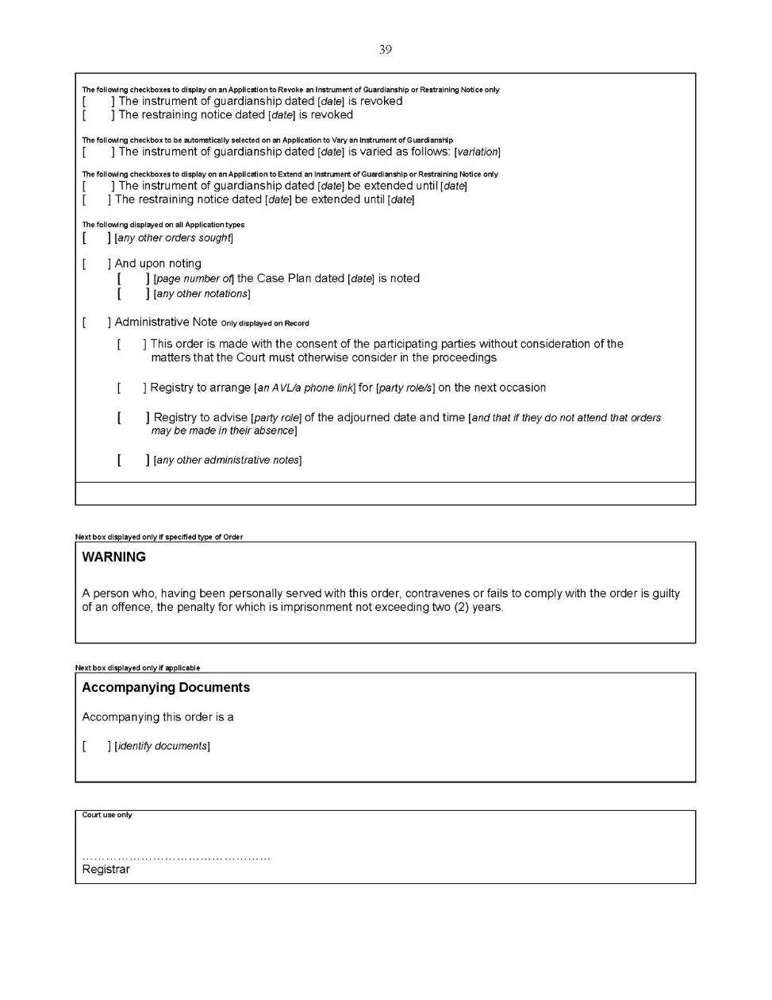 39
The following checkboxes to display on an Application to Revoke an Instrument of Guardianship or Restraining Notice only
[ ] The instrument of guardianship dated [date] is revoked
[ ] The restraining notice dated [date] is revoked
The following checkbox to be automatically selected on an Application to Vary an Instrument of Guardianship
[ ] The instrument of guardianship dated [date] is varied as follows: [variation]
The following checkboxes to display on an Application to Extend an Instrument of Guardianship or Restraining Notice only
[ ] The instrument of guardianship dated [date] be extended until [date]
[ ] The restraining notice dated [date] be extended until [date]
The following displayed on all Application types
[ ] [any other orders sought]
[ ] And upon noting
[ ] [page number of] the Case Plan dated [date] is noted
[ ] [any other notations]
[ ] Administrative Note Only displayed on Record
[ ] This order is made with the consent of the participating parties without consideration of the
matters that the Court must otherwise consider in the proceedings
[ ] Registry to arrange [an AVL/a phone link] for [party role/s] on the next occasion
[ ] Registry to advise [party role] of the adjourned date and time [and that if they do not attend that orders
may be made in their absence]
[ ] [any other administrative notes]
Next box displayed only if specified type of Order
WARNING
A person who, having been personally served with this order, contravenes or fails to comply with the order is guilty
of an offence, the penalty for which is imprisonment not exceeding two (2) years.
Next box displayed only if applicable
Accompanying Documents
Accompanying this order is a
[ ] [identify documents]
Court use only
…………………………………………
Registrar